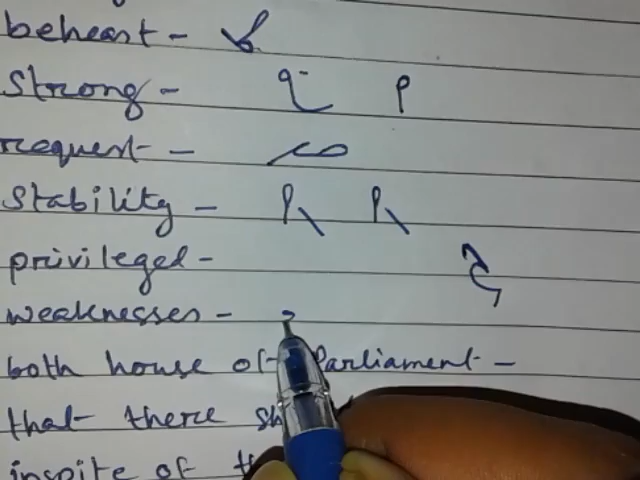 beheast -
Strong -
request -
Stability -
privileged -
weaknesses -
both house of Parliament -
that there
inspite of